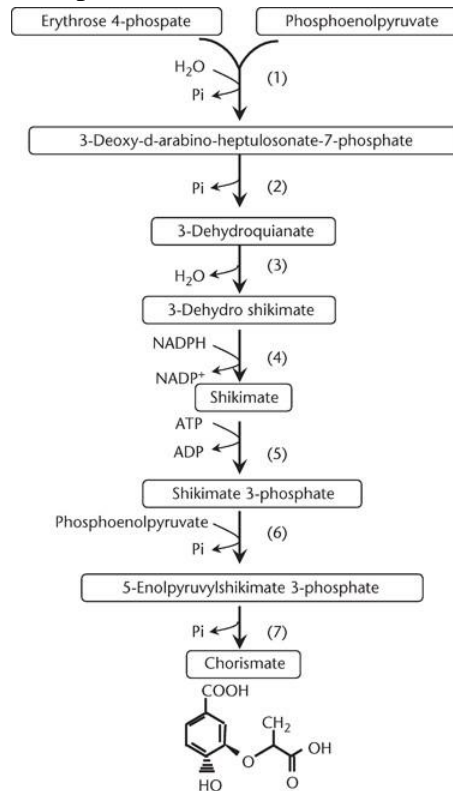 Erythrose 4-phospate
Phosphoenolpyruvate
H₂O
(1)
Pi
3-Deoxy-d-arabino-heptulosonate-7-phosphate
Pi
(2)
3-Dehydroquianate
H₂O
(3)
3-Dehydro shikimate
NADPH
(4)
NADP⁺
Shikimate
ATP
(5)
ADP
Shikimate 3-phosphate
Phosphoenolpyruvate
(6)
Pi
5-Enolpyruvylshikimate 3-phosphate
Pi
(7)
Chorismate
COOH
CH₂
OH
O
O
HO